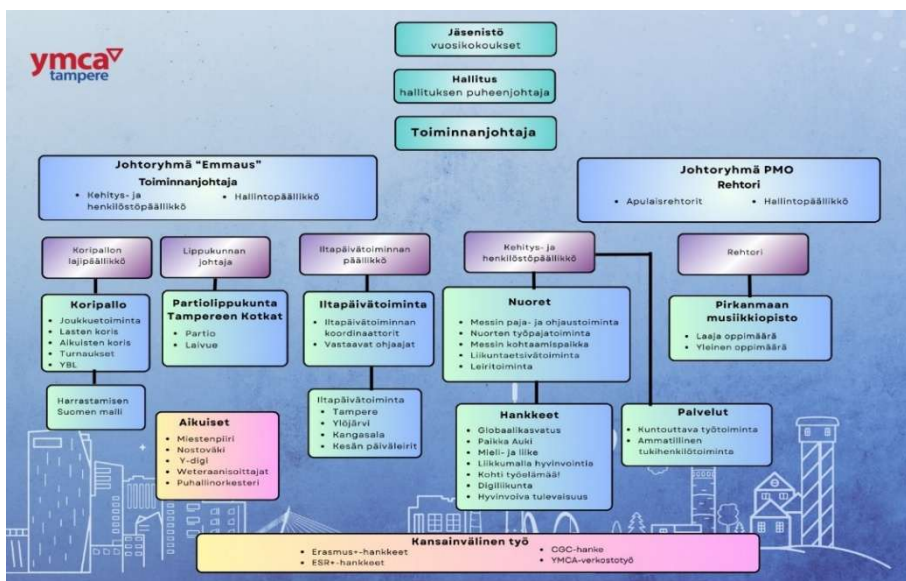 ymca
tampere
Jäsenistö
vuosikokoukset
Hallitus
hallituksen puheenjohtaja
Toiminnanjohtaja
Johtoryhmä "Emmaus"
Toiminnanjohtaja
• Kehitys- ja
henkilöstöpäällikkö
• Hallintopäällikkö
Johtoryhmä PMO
Rehtori
• Apulaisrehtorit
• Hallintopäällikkö
Koripallon
lajipäällikkö
Koripallo
• Joukkuetoiminta
• Lasten koris
• Aikuisten koris
• Turnaukset
• YBL
Harrastamisen
Suomen malli
Lippukunnan
johtaja
Partiolippukunta
Tampereen Kotkat
• Partio
• Laivue
Aikuiset
• Miestenpiiri
• Nostoväki
• Y-digi
• Weteraanisoittajat
• Puhallinorkesteri
Iltapäivätoiminnan
päällikkö
Iltapäivätoiminta
• Iltapäivätoiminnan
koordinaattorit
• Vastaavat ohjaajat
Iltapäivätoiminta
• Tampere
• Ylöjärvi
• Kangasala
• Kesän päiväleirit
Kehitys- ja
henkilöstöpäällikkö
Nuoret
• Messin paja- ja ohjaustoiminta
• Nuorten työpajatoiminta
• Messin kohtaamispaikka
• Liikuntaetsivätoiminta
• Leiritoiminta
Hankkeet
• Globaalikasvatus
• Paikka Auki
• Mieli- ja liike
• Liikkumalla hyvinvointia
• Kohti työelämää!
• Digiliikunta
• Hyvinvoiva tulevaisuus
Palvelut
• Kuntouttava työtoiminta
• Ammatillinen
tukihenkilötoiminta
Rehtori
Pirkanmaan
musiikkiopisto
• Laaja oppimäärä
• Yleinen oppimäärä
Kansainvälinen työ
• Erasmus+-hankkeet
• ESR+-hankkeet
• CGC-hanke
• YMCA-verkostotyö